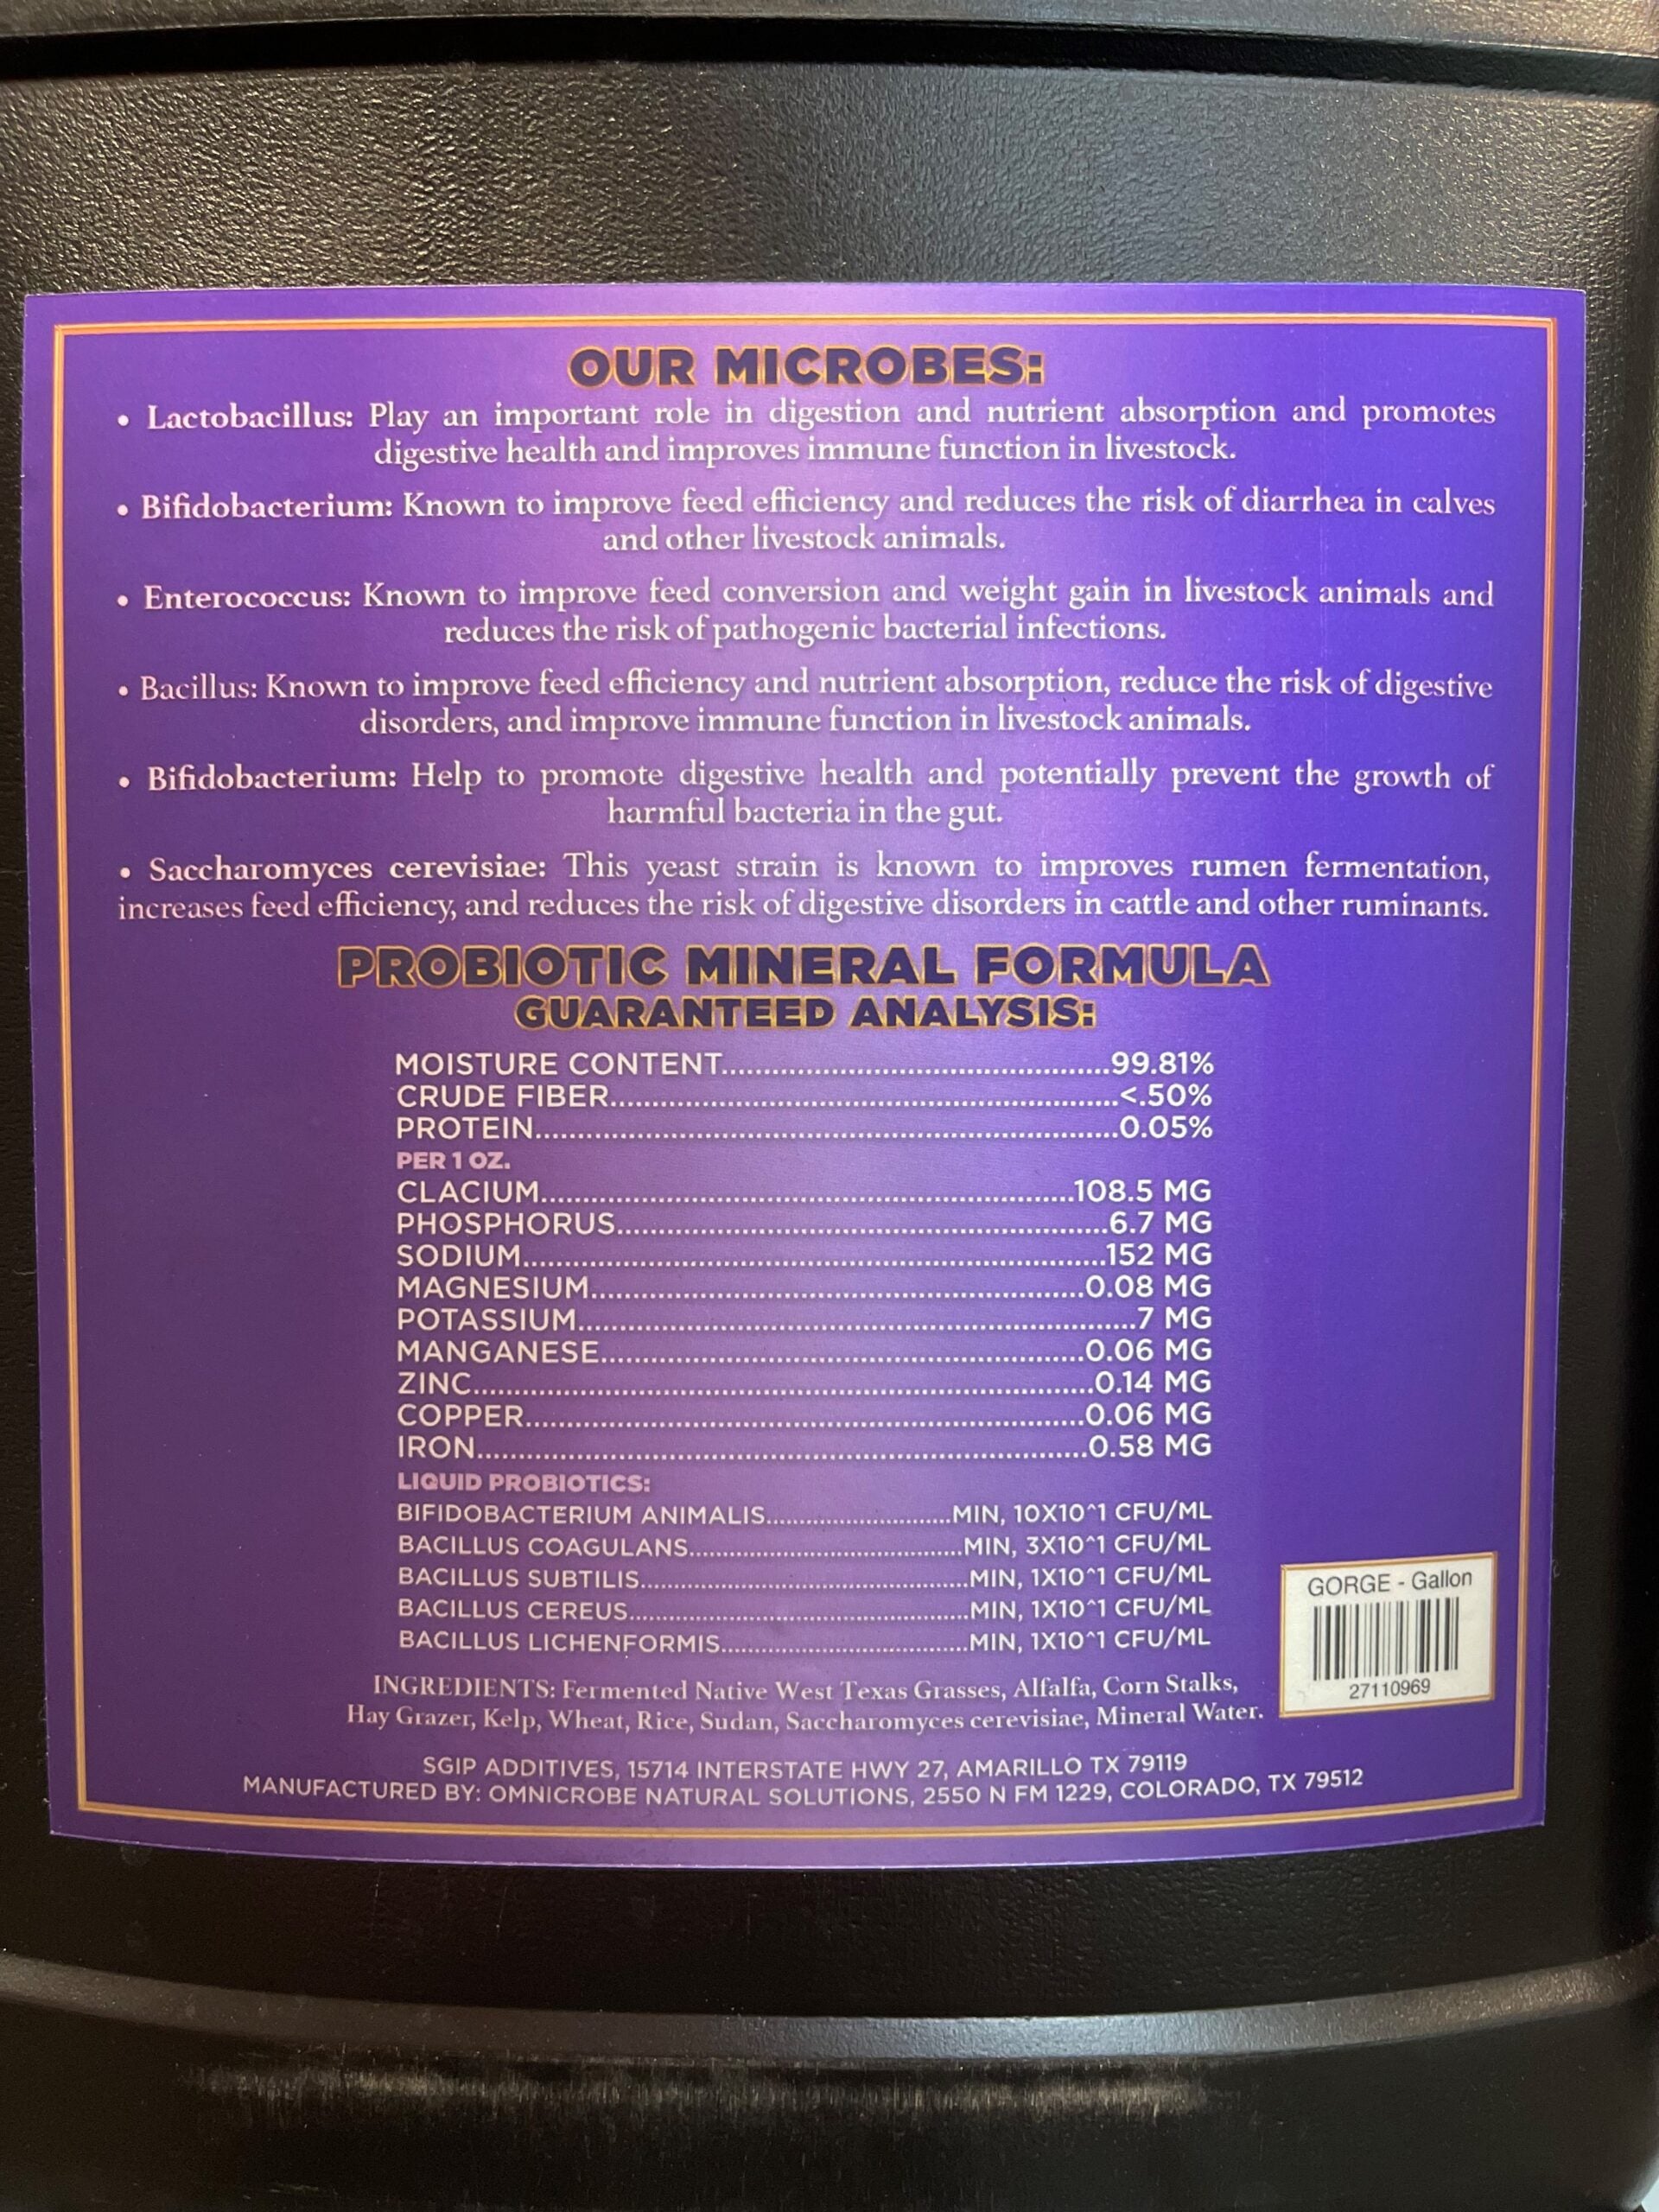 OUR MICROBES:
• Lactobacillus: Play an important role in digestion and nutrient absorption and promotes
digestive health and improves immune function in livestock.
• Bifidobacterium: Known to improve feed efficiency and reduces the risk of diarrhea in calves
and other livestock animals.
• Enterococcus: Known to improve feed conversion and weight gain in livestock animals and
reduces the risk of pathogenic bacterial infections.
• Bacillus: Known to improve feed efficiency and nutrient absorption, reduce the risk of digestive
disorders, and improve immune function in livestock animals.
• Bifidobacterium: Help to promote digestive health and potentially prevent the growth of
harmful bacteria in the gut.
• Saccharomyces cerevisiae: This yeast strain is known to improves rumen fermentation,
increases feed efficiency, and reduces the risk of digestive disorders in cattle and other ruminants.
PROBIOTIC MINERAL FORMULA
GUARANTEED ANALYSIS:
MOISTURE CONTENT..........99.81%
CRUDE FIBER..........<.50%
PROTEIN..........0.05%
PER 1 OZ.
CLACIUM..........108.5 MG
PHOSPHORUS..........6.7 MG
SODIUM..........152 MG
MAGNESIUM..........0.08 MG
POTASSIUM..........7 MG
MANGANESE..........0.06 MG
ZINC..........0.14 MG
COPPER..........0.06 MG
IRON..........0.58 MG
LIQUID PROBIOTICS:
BIFIDOBACTERIUM ANIMALIS..........MIN, 10X10^1 CFU/ML
BACILLUS COAGULANS..........MIN, 3X10^1 CFU/ML
BACILLUS SUBTILIS..........MIN, 1X10^1 CFU/ML
BACILLUS CEREUS..........MIN, 1X10^1 CFU/ML
BACILLUS LICHENFORMIS..........MIN, 1X10^1 CFU/ML
GORGE - Gallon
27110969
INGREDIENTS: Fermented Native West Texas Grasses, Alfalfa, Corn Stalks,
Hay Grazer, Kelp, Wheat, Rice, Sudan, Saccharomyces cerevisiae, Mineral Water.
SGIP ADDITIVES, 15714 INTERSTATE HWY 27, AMARILLO TX 79119
MANUFACTURED BY: OMNICROBE NATURAL SOLUTIONS, 2550 N FM 1229, COLORADO, TX 79512